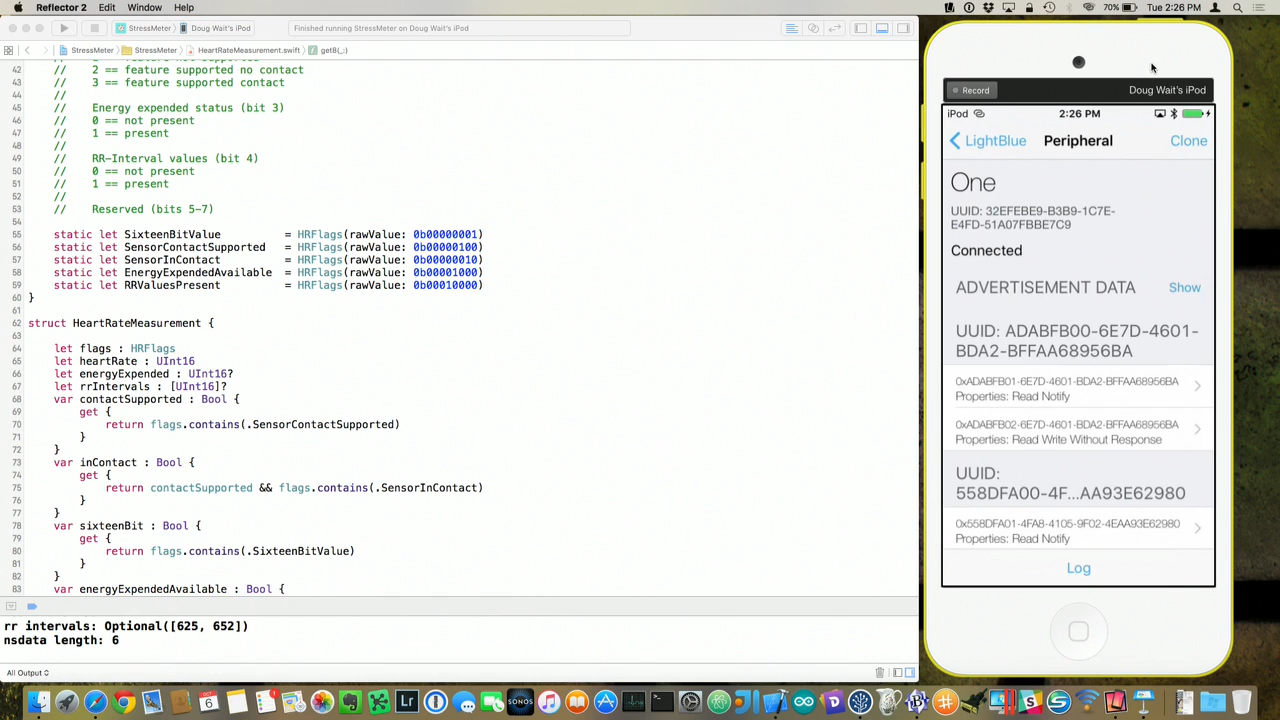 Reflector 2 Edit Window Help
70% Tue 2:26 PM
StressMeter Doug Wait's iPod
Finished running StressMeter on Doug Wait's iPod
StressMeter StressMeter HeartRateMeasurement.swift getB(_:)
42 // 2 == feature supported no contact
43 // 3 == feature supported contact
44 //
45 // Energy expended status (bit 3)
46 // 0 == not present
47 // 1 == present
48 //
49 // RR-Interval values (bit 4)
50 // 0 == not present
51 // 1 == present
52 //
53 // Reserved (bits 5-7)
54
55 static let SixteenBitValue = HRFlags(rawValue: 0b00000001)
56 static let SensorContactSupported = HRFlags(rawValue: 0b00000100)
57 static let SensorInContact = HRFlags(rawValue: 0b00000010)
58 static let EnergyExpendedAvailable = HRFlags(rawValue: 0b00001000)
59 static let RRValuesPresent = HRFlags(rawValue: 0b00010000)
60 }
61
62 struct HeartRateMeasurement {
63
64 let flags : HRFlags
65 let heartRate : UInt16
66 let energyExpended : UInt16?
67 let rrIntervals : [UInt16]?
68 var contactSupported : Bool {
69 get {
70 return flags.contains(.SensorContactSupported)
71 }
72 }
73 var inContact : Bool {
74 get {
75 return contactSupported && flags.contains(.SensorInContact)
76 }
77 }
78 var sixteenBit : Bool {
79 get {
80 return flags.contains(.SixteenBitValue)
81 }
82 }
83 var energyExpendedAvailable : Bool {
rr intervals: Optional([625, 652])
nsdata length: 6
All Output
Record Doug Wait's iPod
iPod 2:26 PM
LightBlue Peripheral Clone
One
UUID: 32EFEBE9-B3B9-1C7E-
E4FD-51A07FBBE7C9
Connected
ADVERTISEMENT DATA Show
UUID: ADABFB00-6E7D-4601-
BDA2-BFFAA68956BA
0xADABFB01-6E7D-4601-BDA2-BFFAA68956BA
Properties: Read Notify
0xADABFB02-6E7D-4601-BDA2-BFFAA68956BA
Properties: Read Write Without Response
UUID:
558DFA00-4F...AA93E62980
0x558DFA01-4FA8-4105-9F02-4EAA93E62980
Properties: Read Notify
Log
6
Lr
SONOS